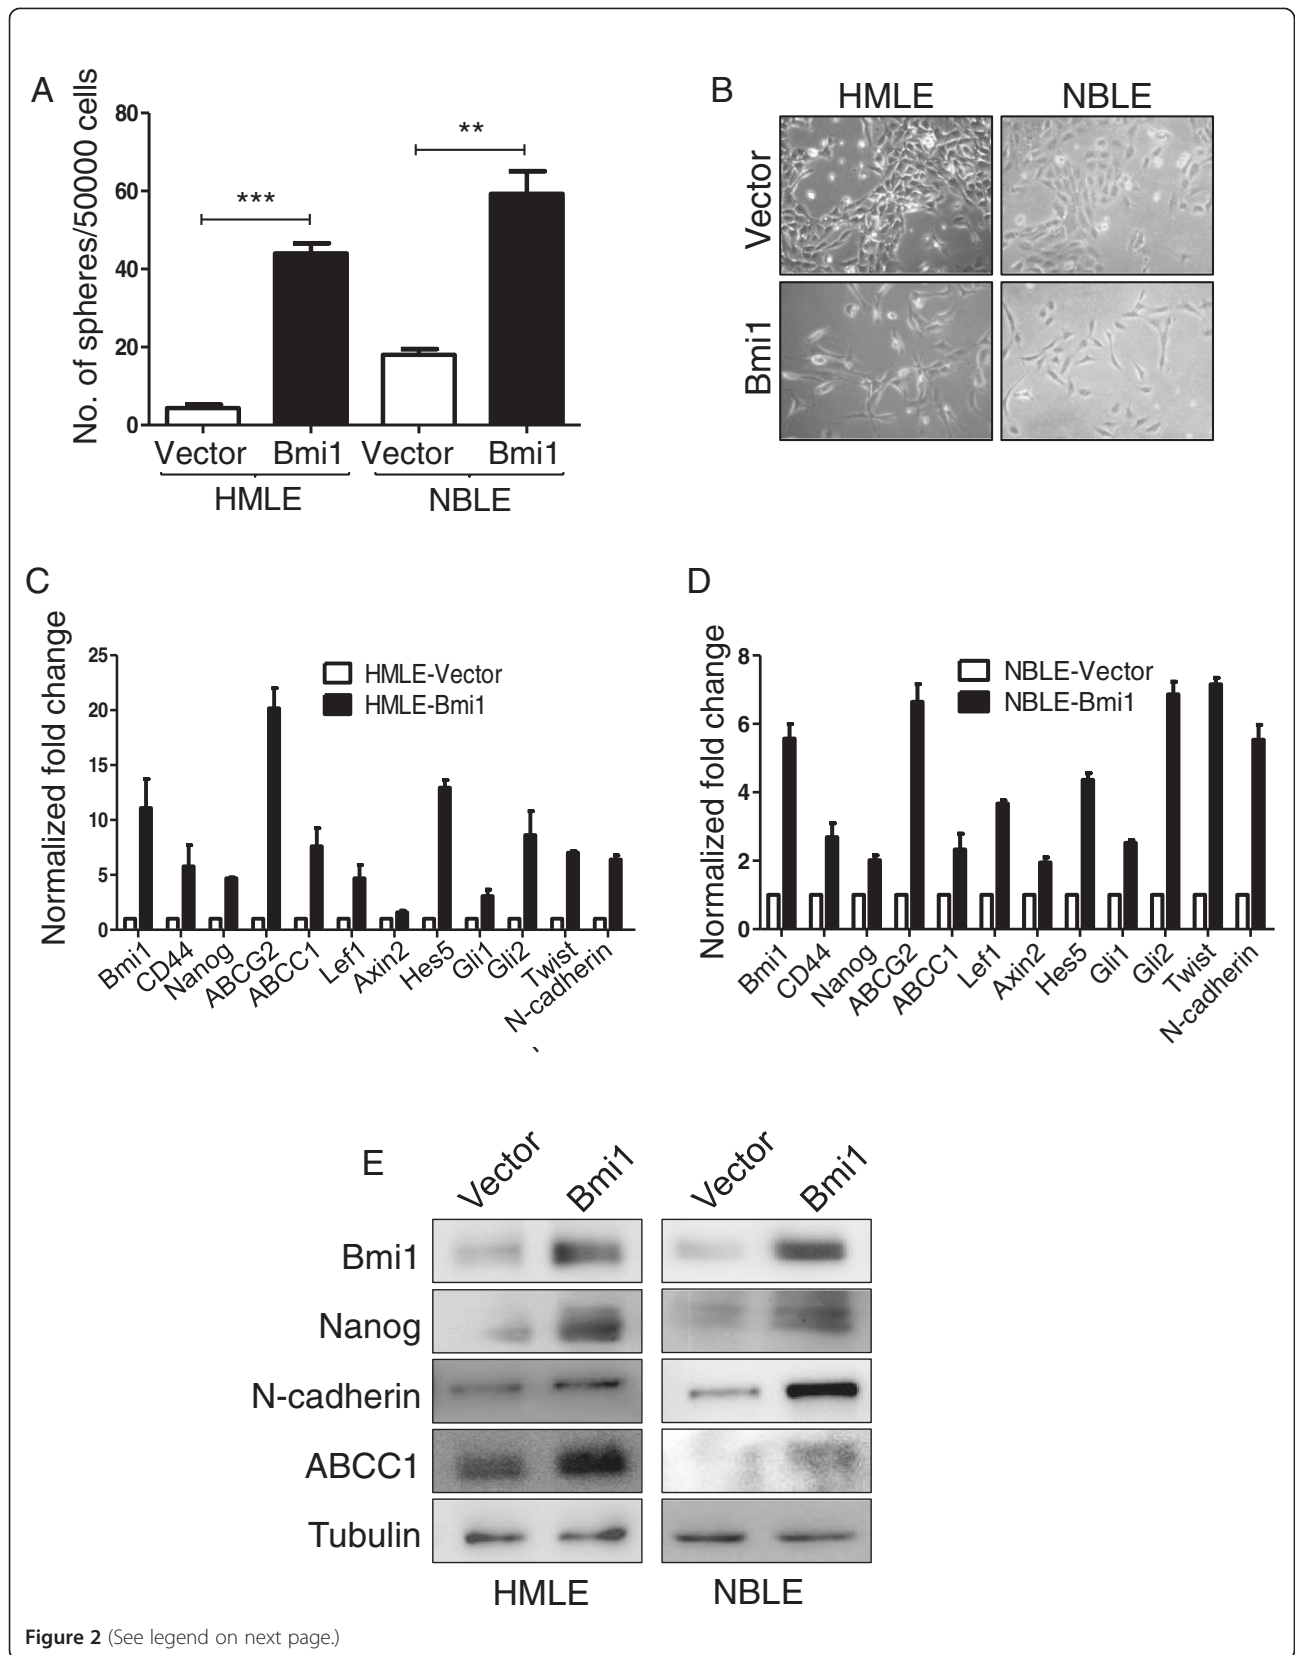 A
No. of spheres/50000 cells
80
60
40
20
0
***
**
Vector Bmi1 Vector Bmi1
HMLE NBLE
B
HMLE NBLE
Vector
Bmi1
C
Normalized fold change
25
20
15
10
5
0
HMLE-Vector
HMLE-Bmi1
Bmi1
CD44
Nanog
ABCG2
ABCC1
Lef1
Axin2
Hes5
Gli1
Gli2
Twist
N-cadherin
D
Normalized fold change
8
6
4
2
0
NBLE-Vector
NBLE-Bmi1
Bmi1
CD44
Nanog
ABCG2
ABCC1
Lef1
Axin2
Hes5
Gli1
Gli2
Twist
N-cadherin
E
Vector Bmi1 Vector Bmi1
Bmi1
Nanog
N-cadherin
ABCC1
Tubulin
HMLE NBLE
Figure 2 (See legend on next page.)